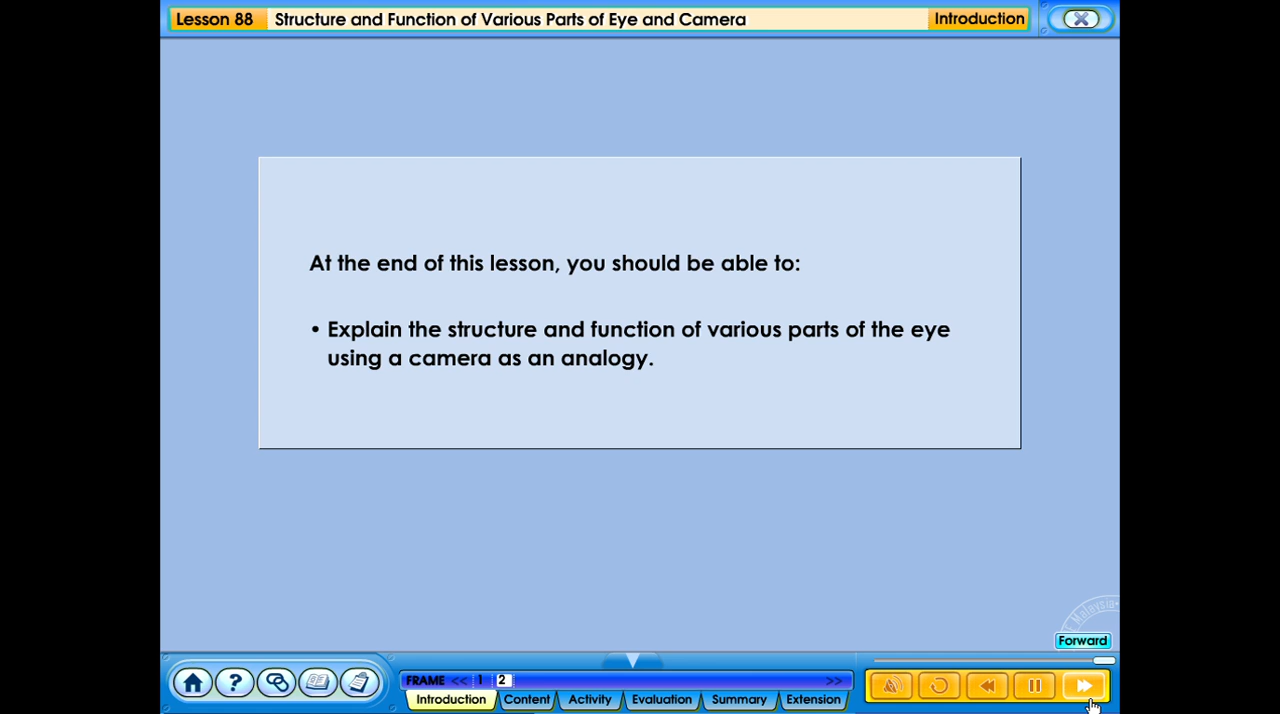 Lesson 88
Structure and Function of Various Parts of Eye and Camera
Introduction
At the end of this lesson, you should be able to:
• Explain the structure and function of various parts of the eye
using a camera as an analogy.
Malaysia
Forward
?
FRAME << 1 2 >>
Introduction
Content
Activity
Evaluation
Summary
Extension